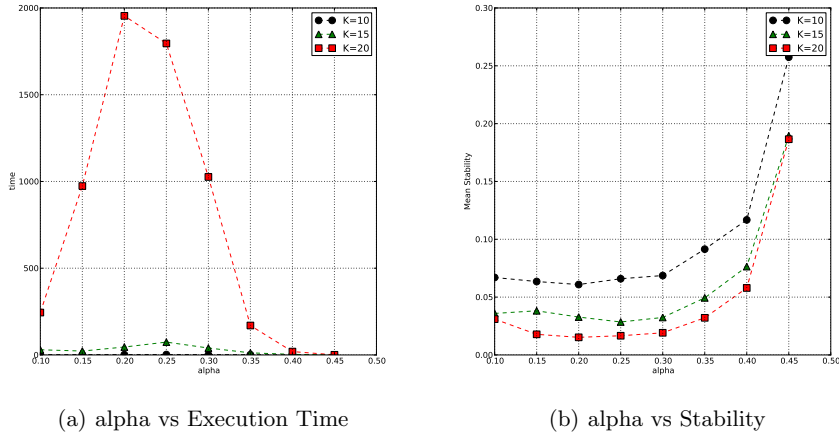 2000
1500
1000
500
0
time
0.10 0.15 0.20 0.25 0.30 0.35 0.40 0.45 0.50
alpha
K=10
K=15
K=20
(a) alpha vs Execution Time
0.30
0.25
0.20
0.15
0.10
0.05
0.00
Mean Stability
0.10 0.15 0.20 0.25 0.30 0.35 0.40 0.45 0.50
alpha
K=10
K=15
K=20
(b) alpha vs Stability